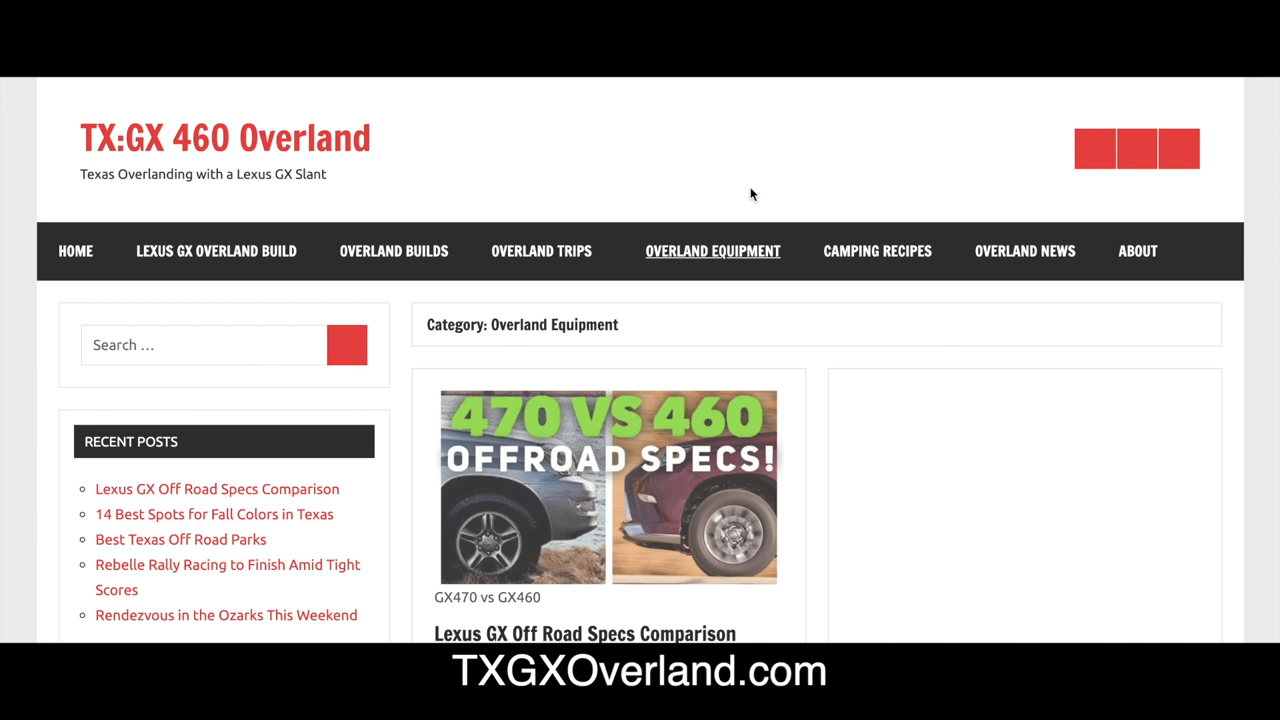 TX:GX 460 Overland
Texas Overlanding with a Lexus GX Slant
HOME LEXUS GX OVERLAND BUILD OVERLAND BUILDS OVERLAND TRIPS OVERLAND EQUIPMENT CAMPING RECIPES OVERLAND NEWS ABOUT
Search …
RECENT POSTS
Lexus GX Off Road Specs Comparison
14 Best Spots for Fall Colors in Texas
Best Texas Off Road Parks
Rebelle Rally Racing to Finish Amid Tight
Scores
Rendezvous in the Ozarks This Weekend
Category: Overland Equipment
470 VS 460
OFFROAD SPECS!
GX470 vs GX460
Lexus GX Off Road Specs Comparison
TXGXOverland.com